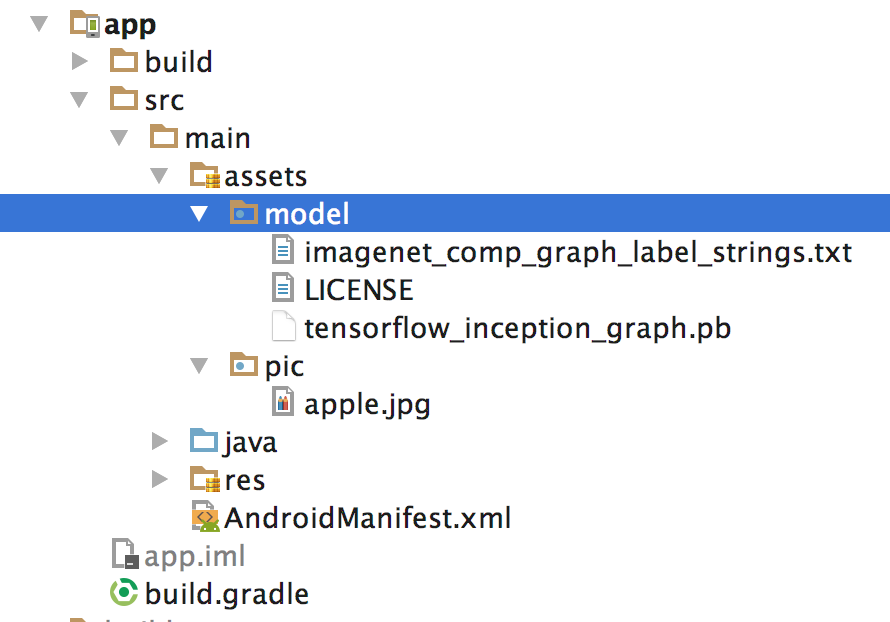 app
build
src
main
assets
model
imagenet_comp_graph_label_strings.txt
LICENSE
tensorflow_inception_graph.pb
pic
apple.jpg
java
res
AndroidManifest.xml
app.iml
build.gradle